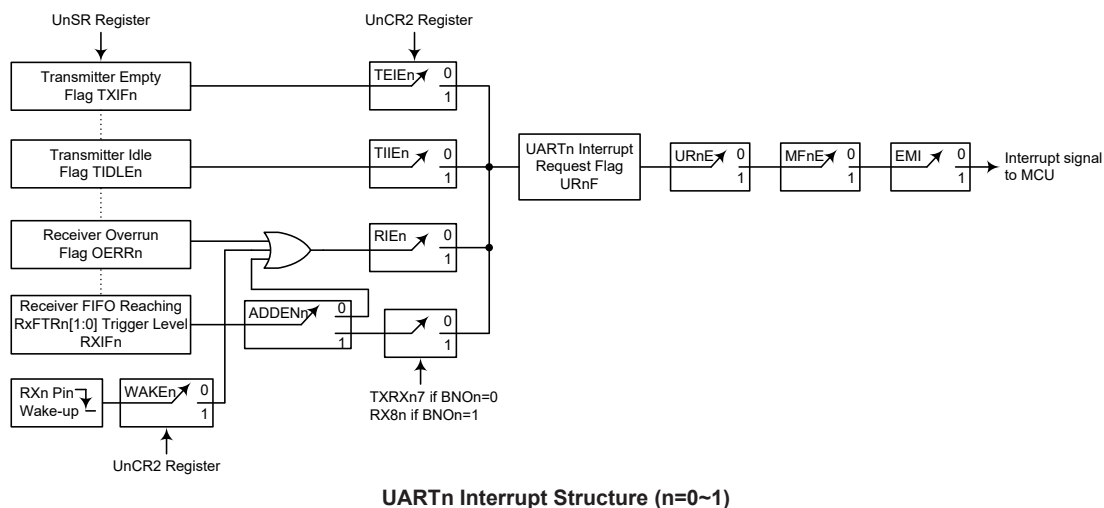 UnSR Register
UnCR2 Register
Transmitter Empty
Flag TXIFn
TEIEn
0
1
Transmitter Idle
Flag TIDLEn
TIIEn
0
1
UARTn Interrupt
Request Flag
URnF
URnE
0
1
MFnE
0
1
EMI
0
1
Interrupt signal
to MCU
Receiver Overrun
Flag OERRn
RIEn
0
1
Receiver FIFO Reaching
RxFTRn[1:0] Trigger Level
RXIFn
ADDENn
0
1
0
1
TXRXn7 if BNOn=0
RX8n if BNOn=1
RXn Pin
Wake-up
WAKEn
0
1
UnCR2 Register
UARTn Interrupt Structure (n=0~1)